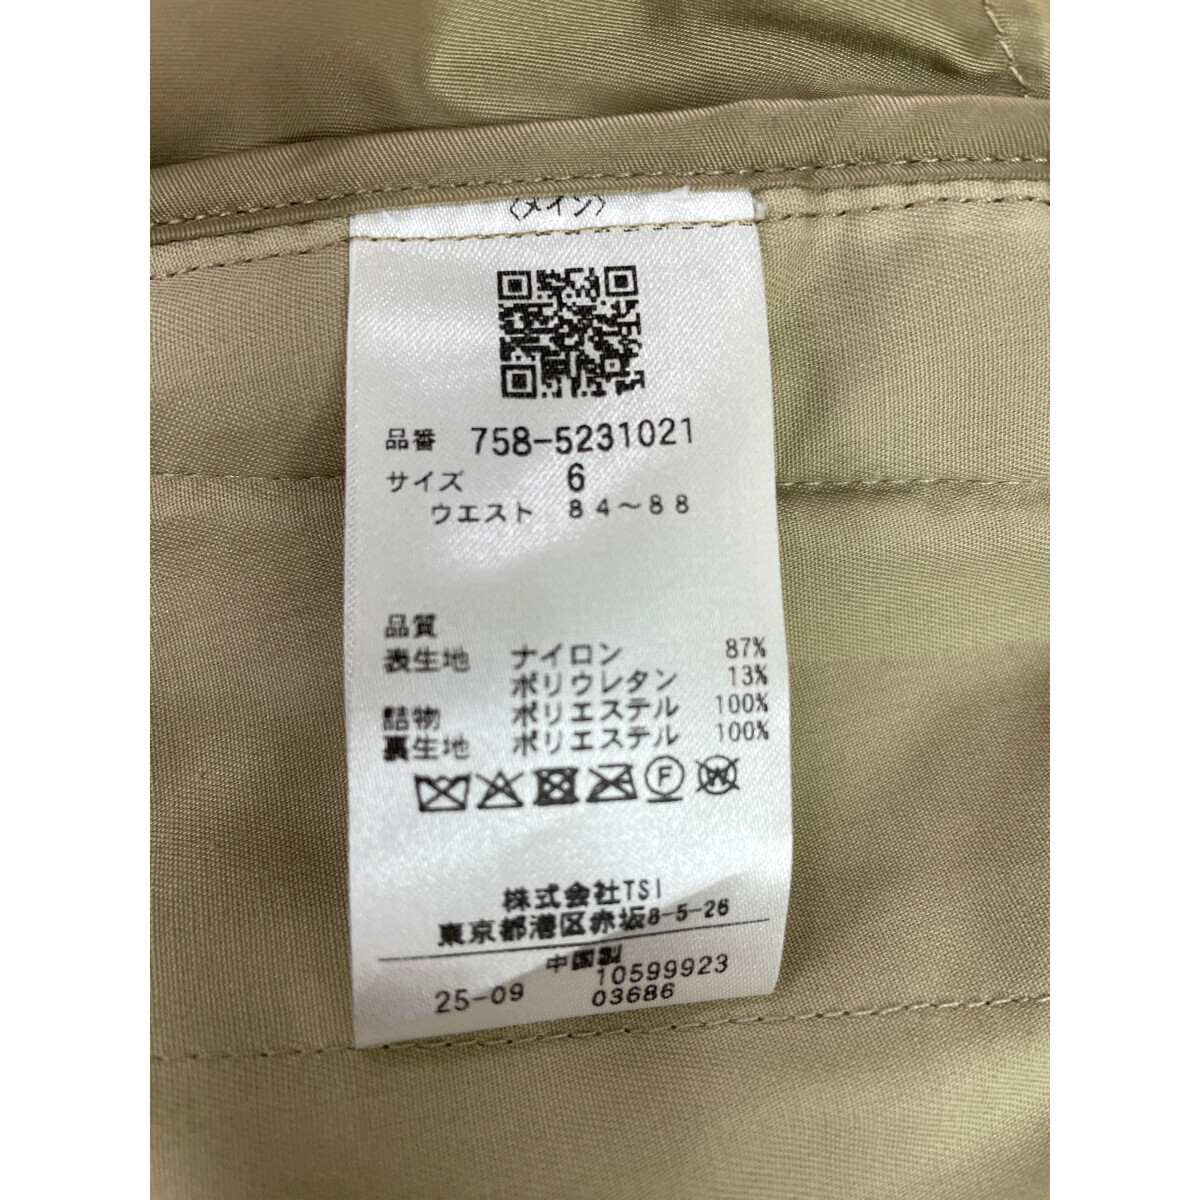 〈メイン〉
品番 758-5231021
サイズ 6
ウエスト 84～88
品質
表生地 ナイロン 87%
ポリウレタン 13%
詰物 ポリエステル 100%
裏生地 ポリエステル 100%
F W
株式会社TSI
東京都港区赤坂8-5-26
中国製
10599923
25-09 03686